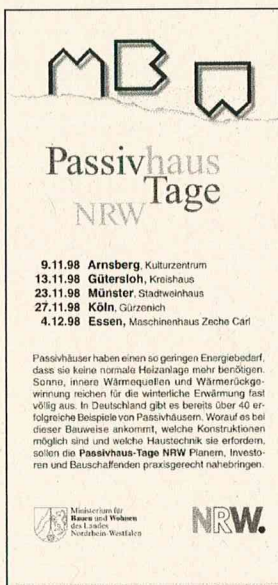 MBW
Passivhaus
Tage
NRW
9.11.98 Arnsberg, Kulturzentrum
13.11.98 Gütersloh, Kreishaus
23.11.98 Münster, Stadtweinhaus
27.11.98 Köln, Gürzenich
4.12.98 Essen, Maschinenhaus Zeche Carl
Passivhäuser haben einen so geringen Energiebedarf,
dass sie keine normale Heizanlage mehr benötigen.
Sonne, innere Wärmequellen und Wärmerückge-
winnung reichen für die winterliche Erwärmung fast
völlig aus. In Deutschland gibt es bereits über 40 er-
folgreiche Beispiele von Passivhäusern. Worauf es bei
dieser Bauweise ankommt, welche Konstruktionen
möglich sind und welche Haustechnik sie erfordern,
sollen die Passivhaus-Tage NRW Planern, Investo-
ren und Bauschaffenden praxisgerecht nahebringen.
Ministerium für
Bauen und Wohnen
des Landes
Nordrhein-Westfalen
NRW.